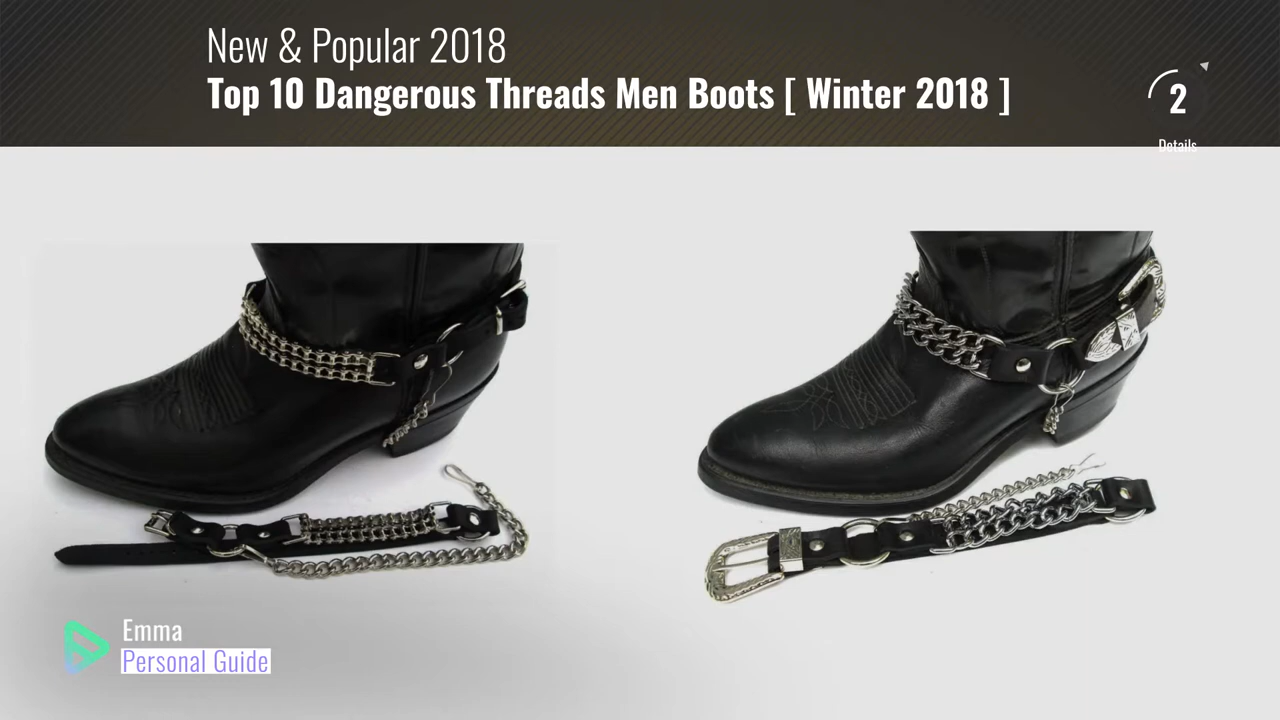 New & Popular 2018
Top 10 Dangerous Threads Men Boots [ Winter 2018 ]
2
Details
Emma
Personal Guide